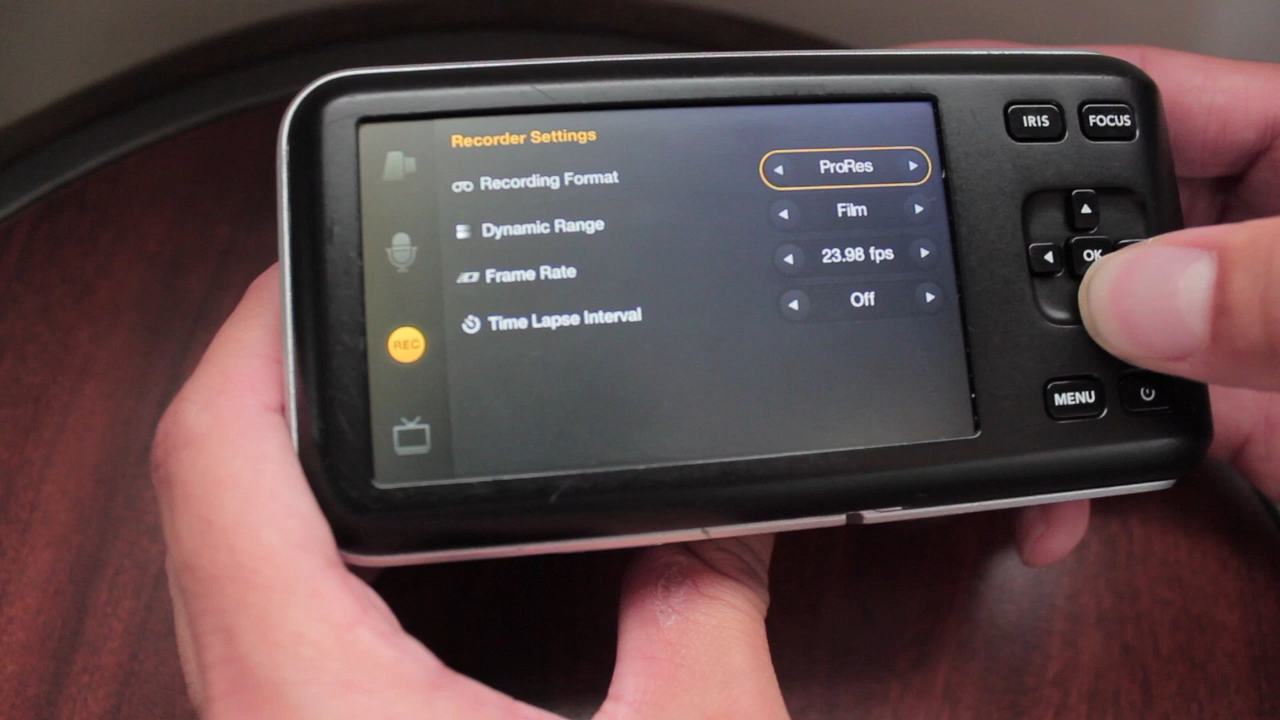 Recorder Settings
Recording Format ProRes
Dynamic Range Film
Frame Rate 23.98 fps
Time Lapse Interval Off
REC
IRIS FOCUS
OK
MENU